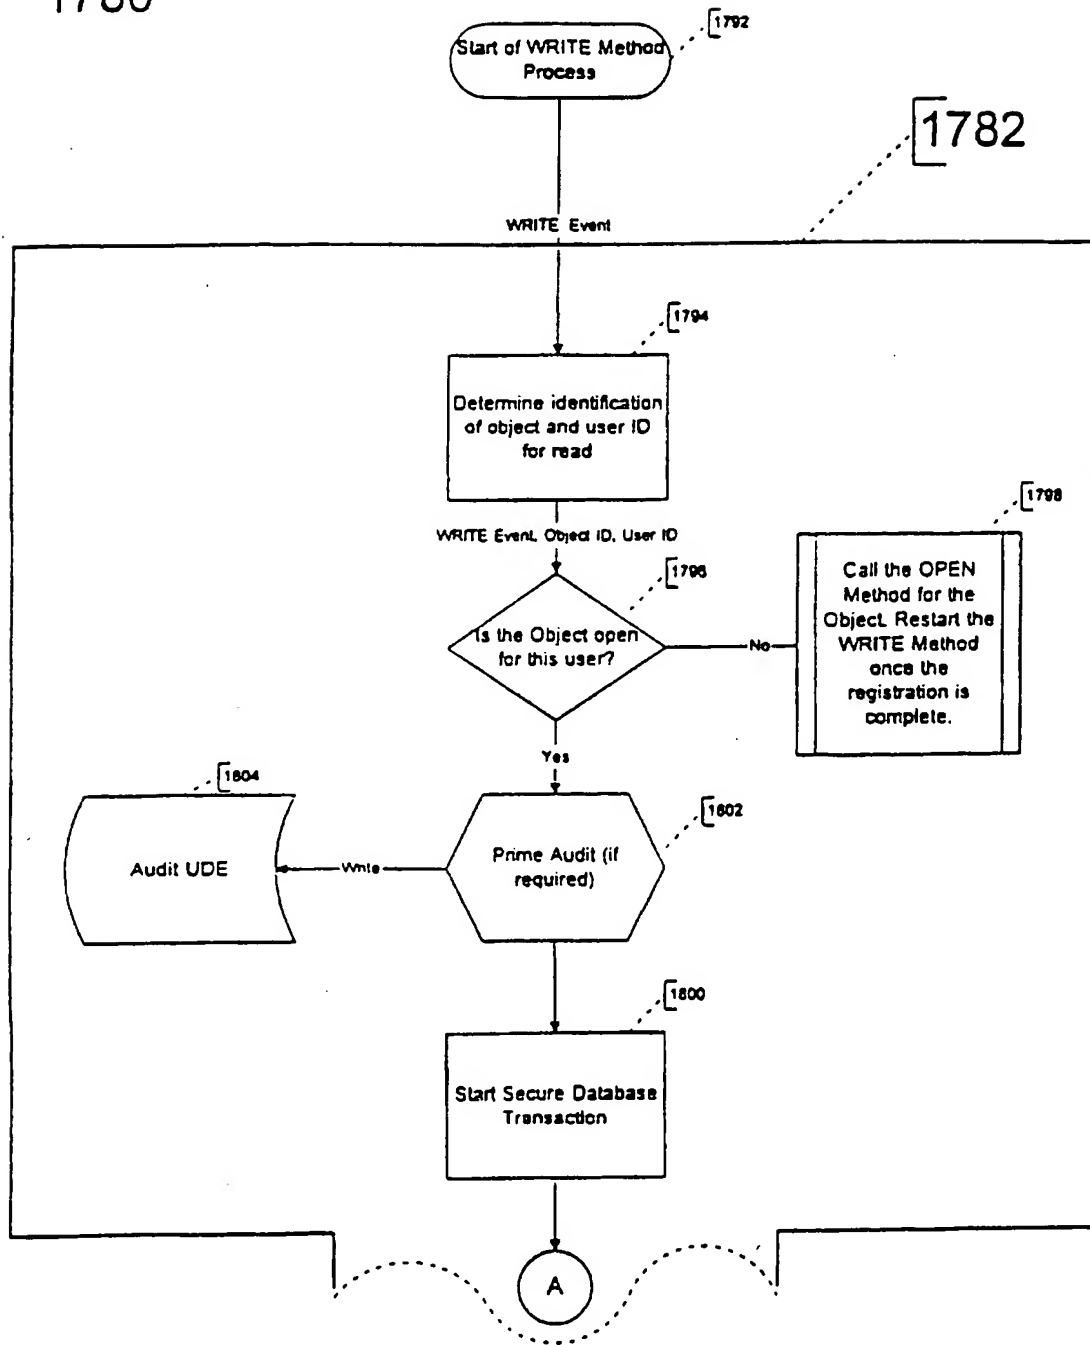 1780
1792
Start of WRITE Method
Process
1782
WRITE Event
1794
Determine identification
of object and user ID
for read
WRITE Event, Object ID, User ID
1796
Is the Object open
for this user?
No
1798
Call the OPEN
Method for the
Object. Restart the
WRITE Method
once the
registration is
complete.
Yes
1804
Audit UDE
Write
1802
Prime Audit (if
required)
1800
Start Secure Database
Transaction
A